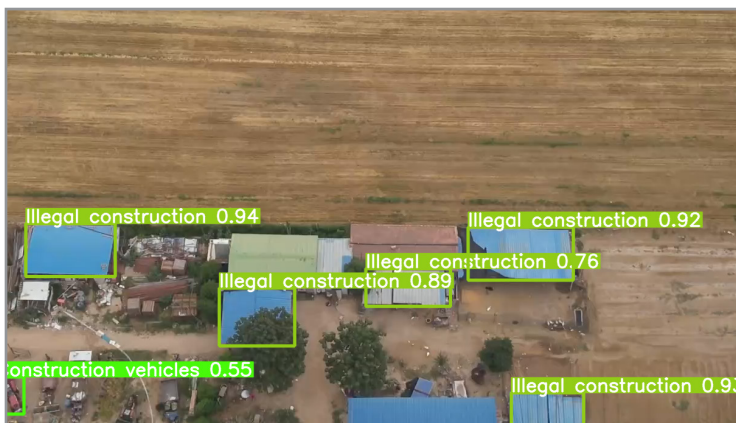 Illegal construction 0.94
Illegal construction 0.92
Illegal construction 0.76
Illegal construction 0.89
Construction vehicles 0.55
Illegal construction 0.93